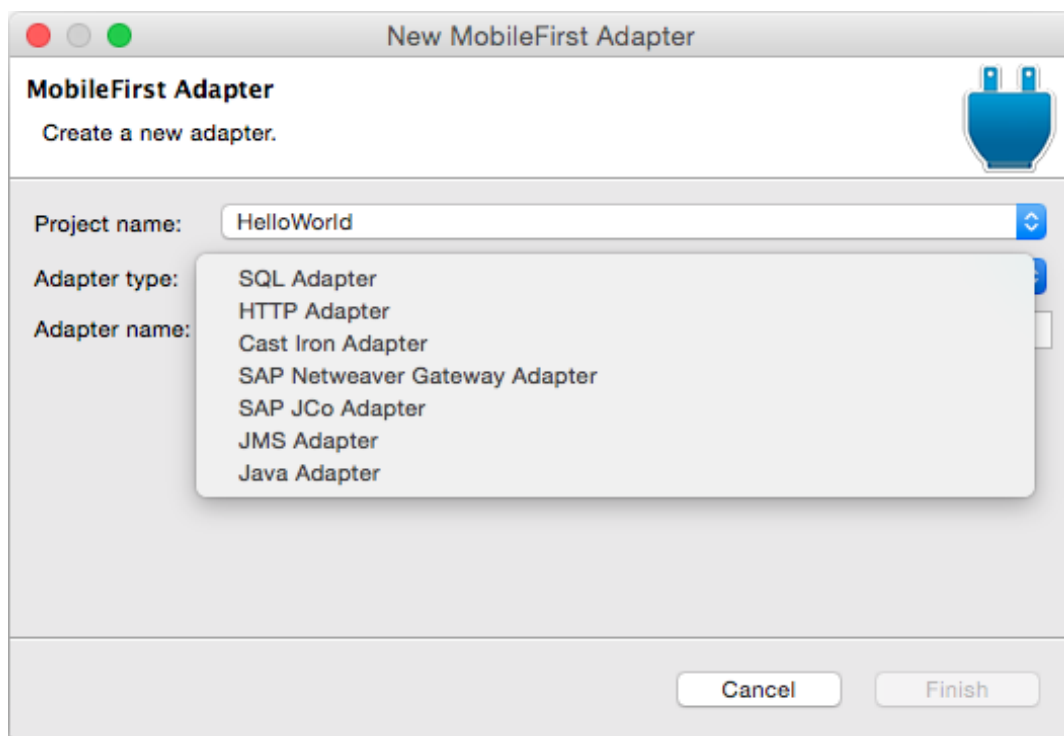 New MobileFirst Adapter
MobileFirst Adapter
Create a new adapter.
Project name: HelloWorld
Adapter type:
SQL Adapter
HTTP Adapter
Adapter name:
Cast Iron Adapter
SAP Netweaver Gateway Adapter
SAP JCo Adapter
JMS Adapter
Java Adapter
Cancel Finish